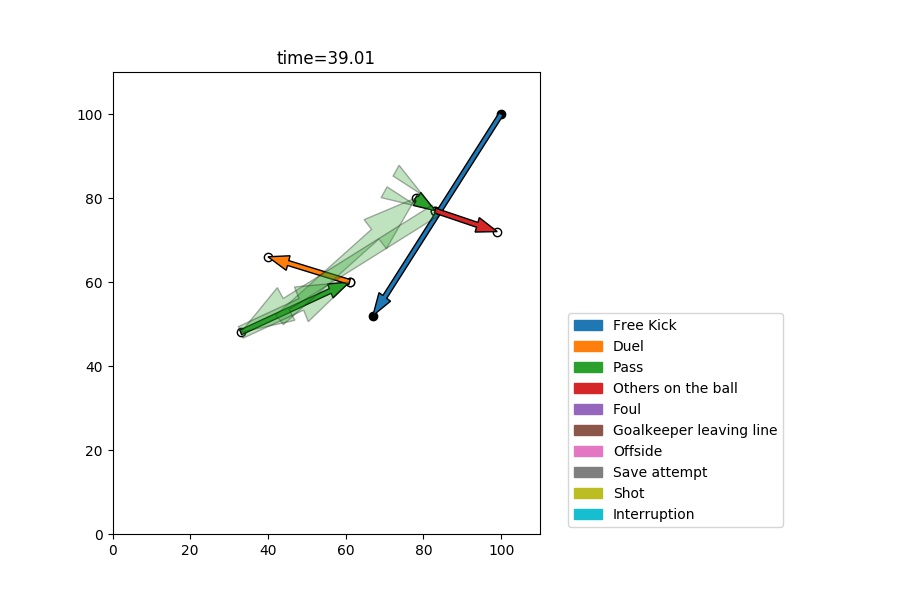 time=39.01
100
80
60
40
20
0
0 20 40 60 80 100
Free Kick
Duel
Pass
Others on the ball
Foul
Goalkeeper leaving line
Offside
Save attempt
Shot
Interruption